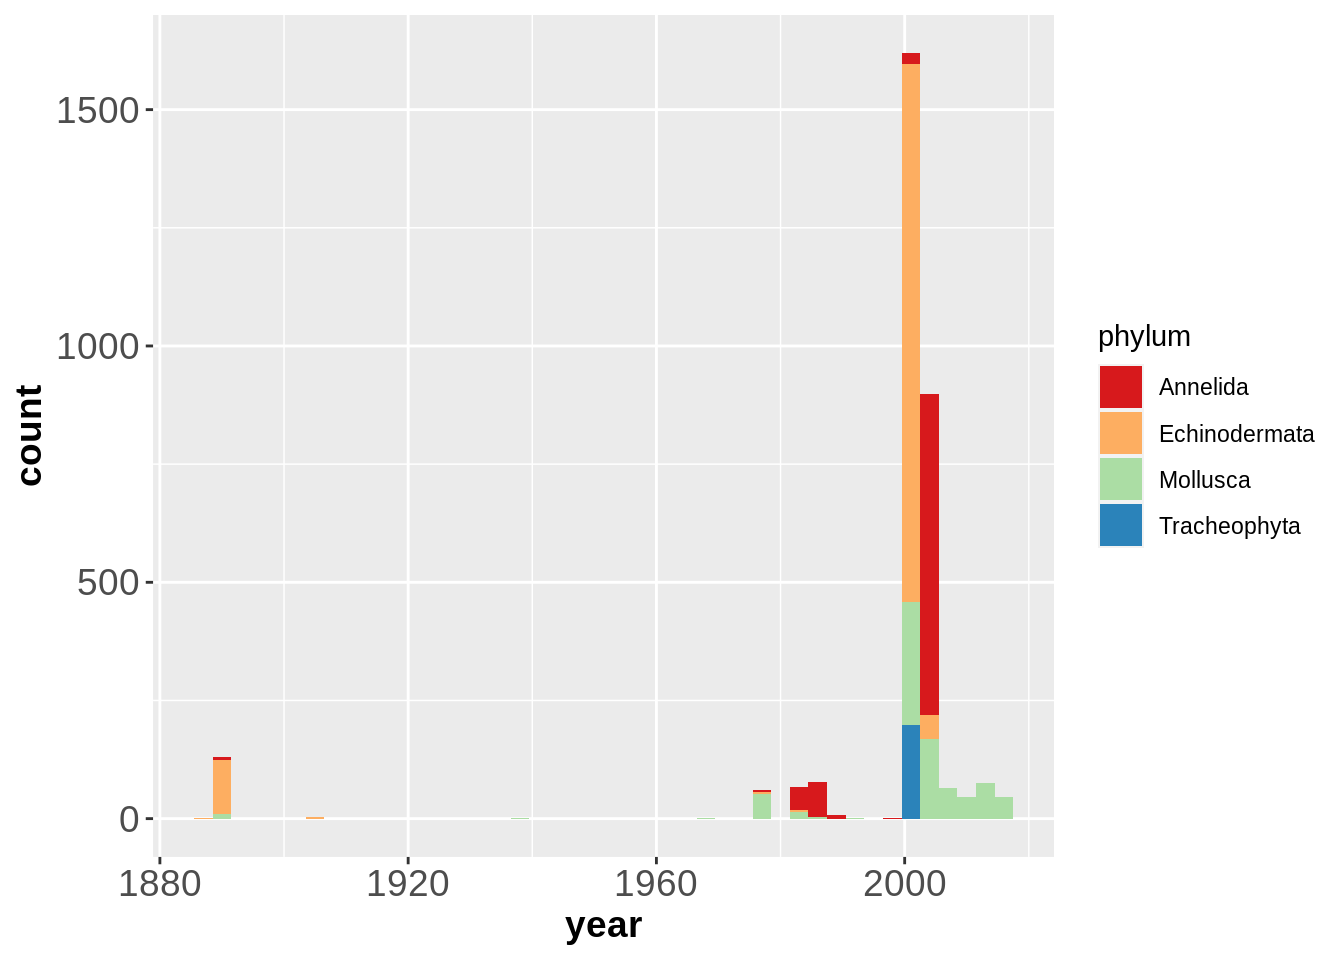 1500
1000
500
0
count
1880 1920 1960 2000
year
phylum
Annelida
Echinodermata
Mollusca
Tracheophyta